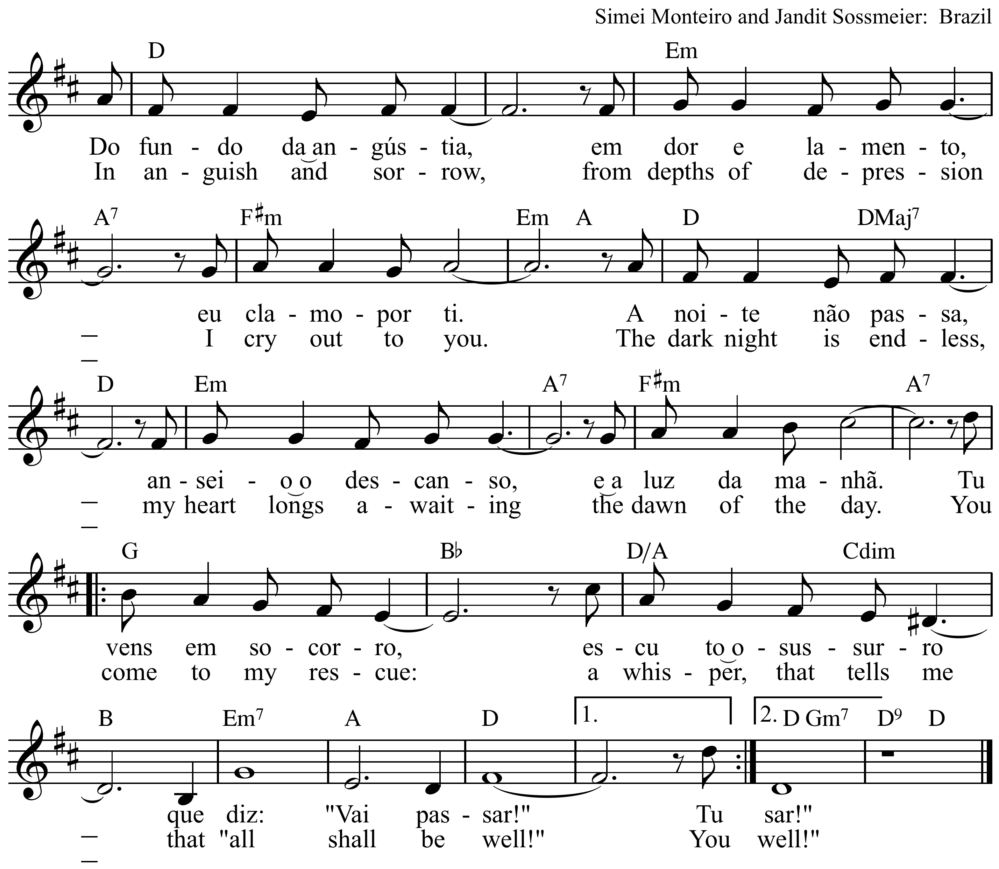 Simei Monteiro and Jandit Sossmeier: Brazil
D Em
Do fun - do da an - gús - tia, em dor e la - men - to,
In an - guish and sor - row, from depths of de - pres - sion
A7 F♯m Em A D DMaj7
eu cla - mo - por ti. A noi - te não pas - sa,
I cry out to you. The dark night is end - less,
D Em A7 F♯m A7
an - sei - o o des - can - so, e a luz da ma - nhã. Tu
my heart longs a - wait - ing the dawn of the day. You
G B♭ D/A Cdim
vens em so - cor - ro, es - cu to o - sus - sur - ro
come to my res - cue: a whis - per, that tells me
B Em7 A D 1. 2. D Gm7 D9 D
que diz: "Vai pas - sar!" Tu sar!"
that "all shall be well!" You well!"